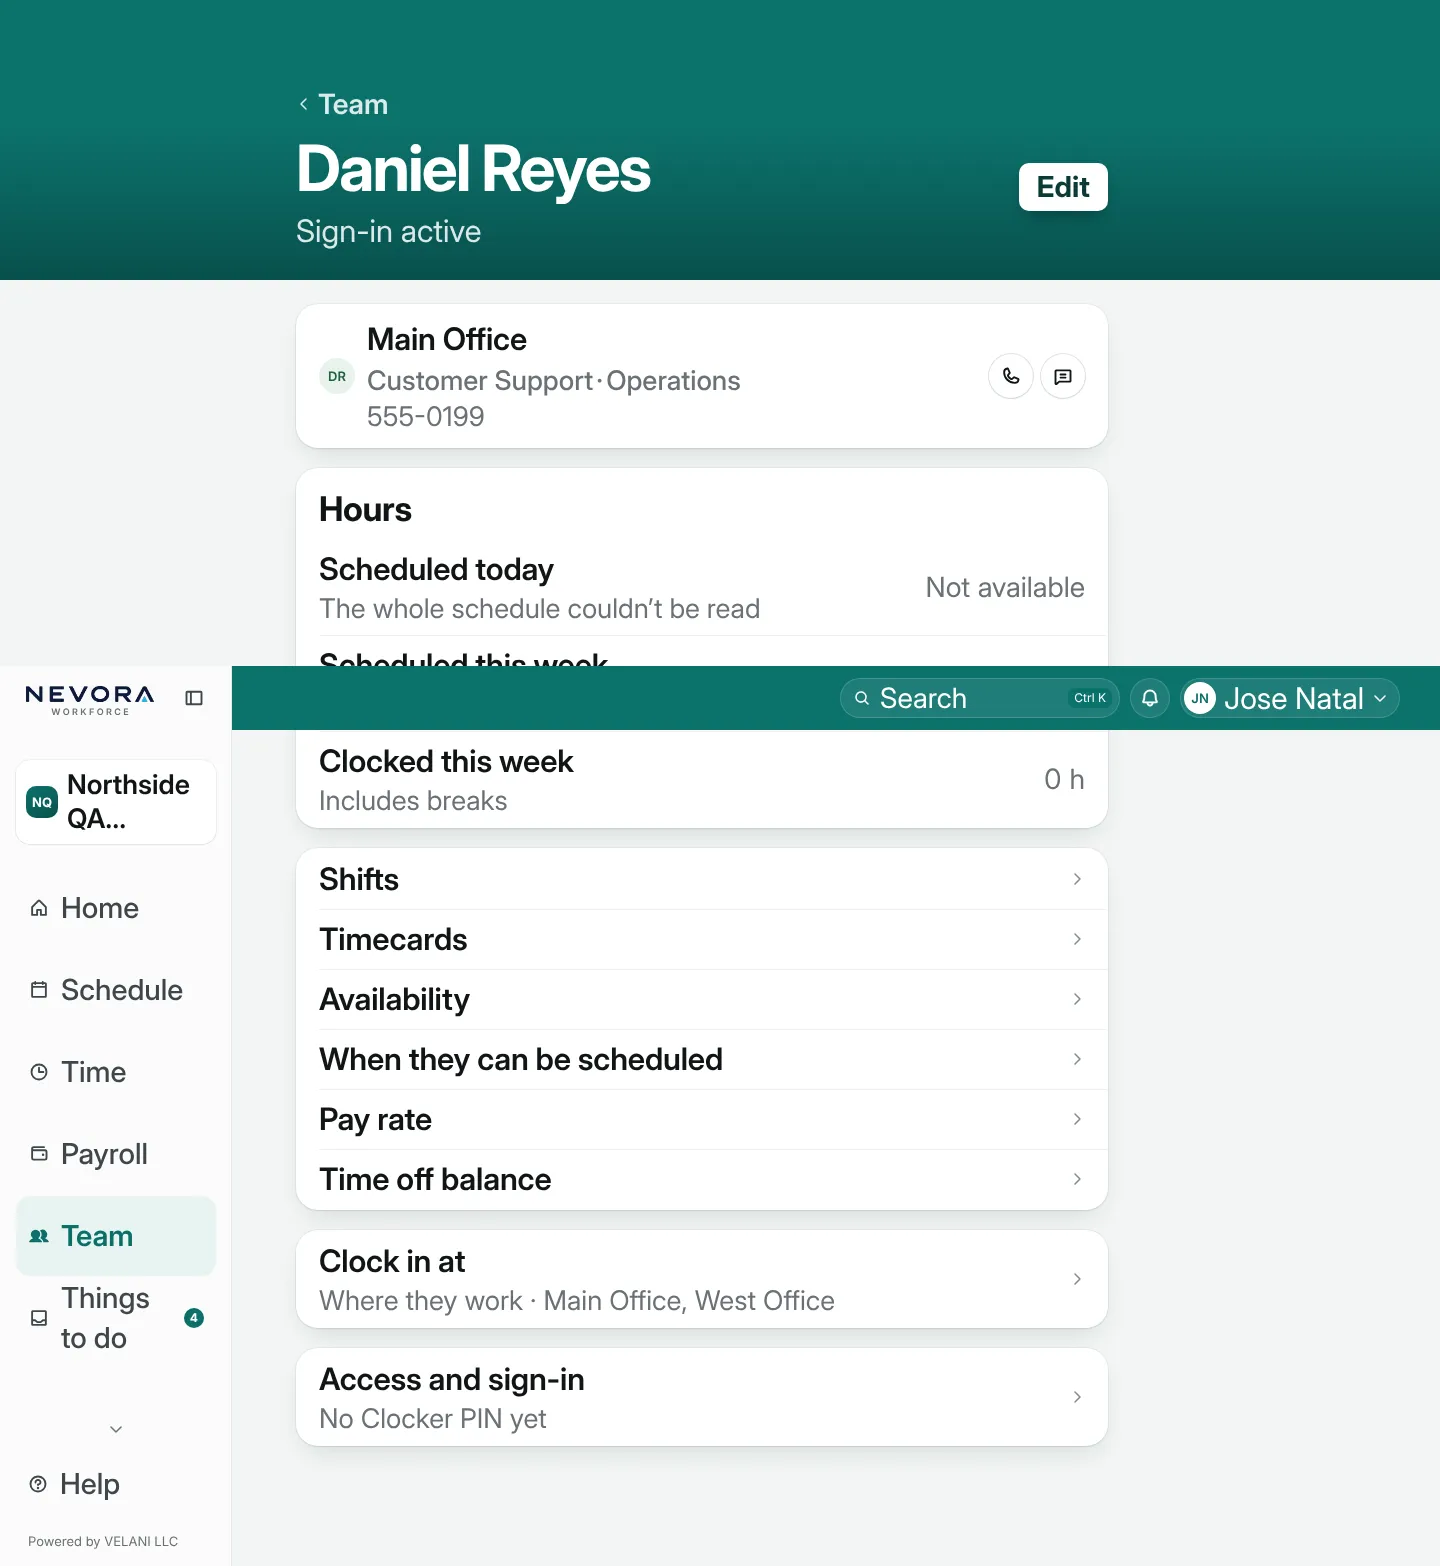 Team
Daniel Reyes
Edit
Sign-in active
Main Office
DR
Customer Support · Operations
555-0199
Hours
Scheduled today
The whole schedule couldn’t be read
Not available
Scheduled this week
NEVORA
WORKFORCE
Search
Ctrl K
JN
Jose Natal
Clocked this week
Includes breaks
0 h
NQ
Northside
QA...
Home
Schedule
Time
Payroll
Team
Things
to do
4
Help
Powered by VELANI LLC
Shifts
Timecards
Availability
When they can be scheduled
Pay rate
Time off balance
Clock in at
Where they work · Main Office, West Office
Access and sign-in
No Clocker PIN yet